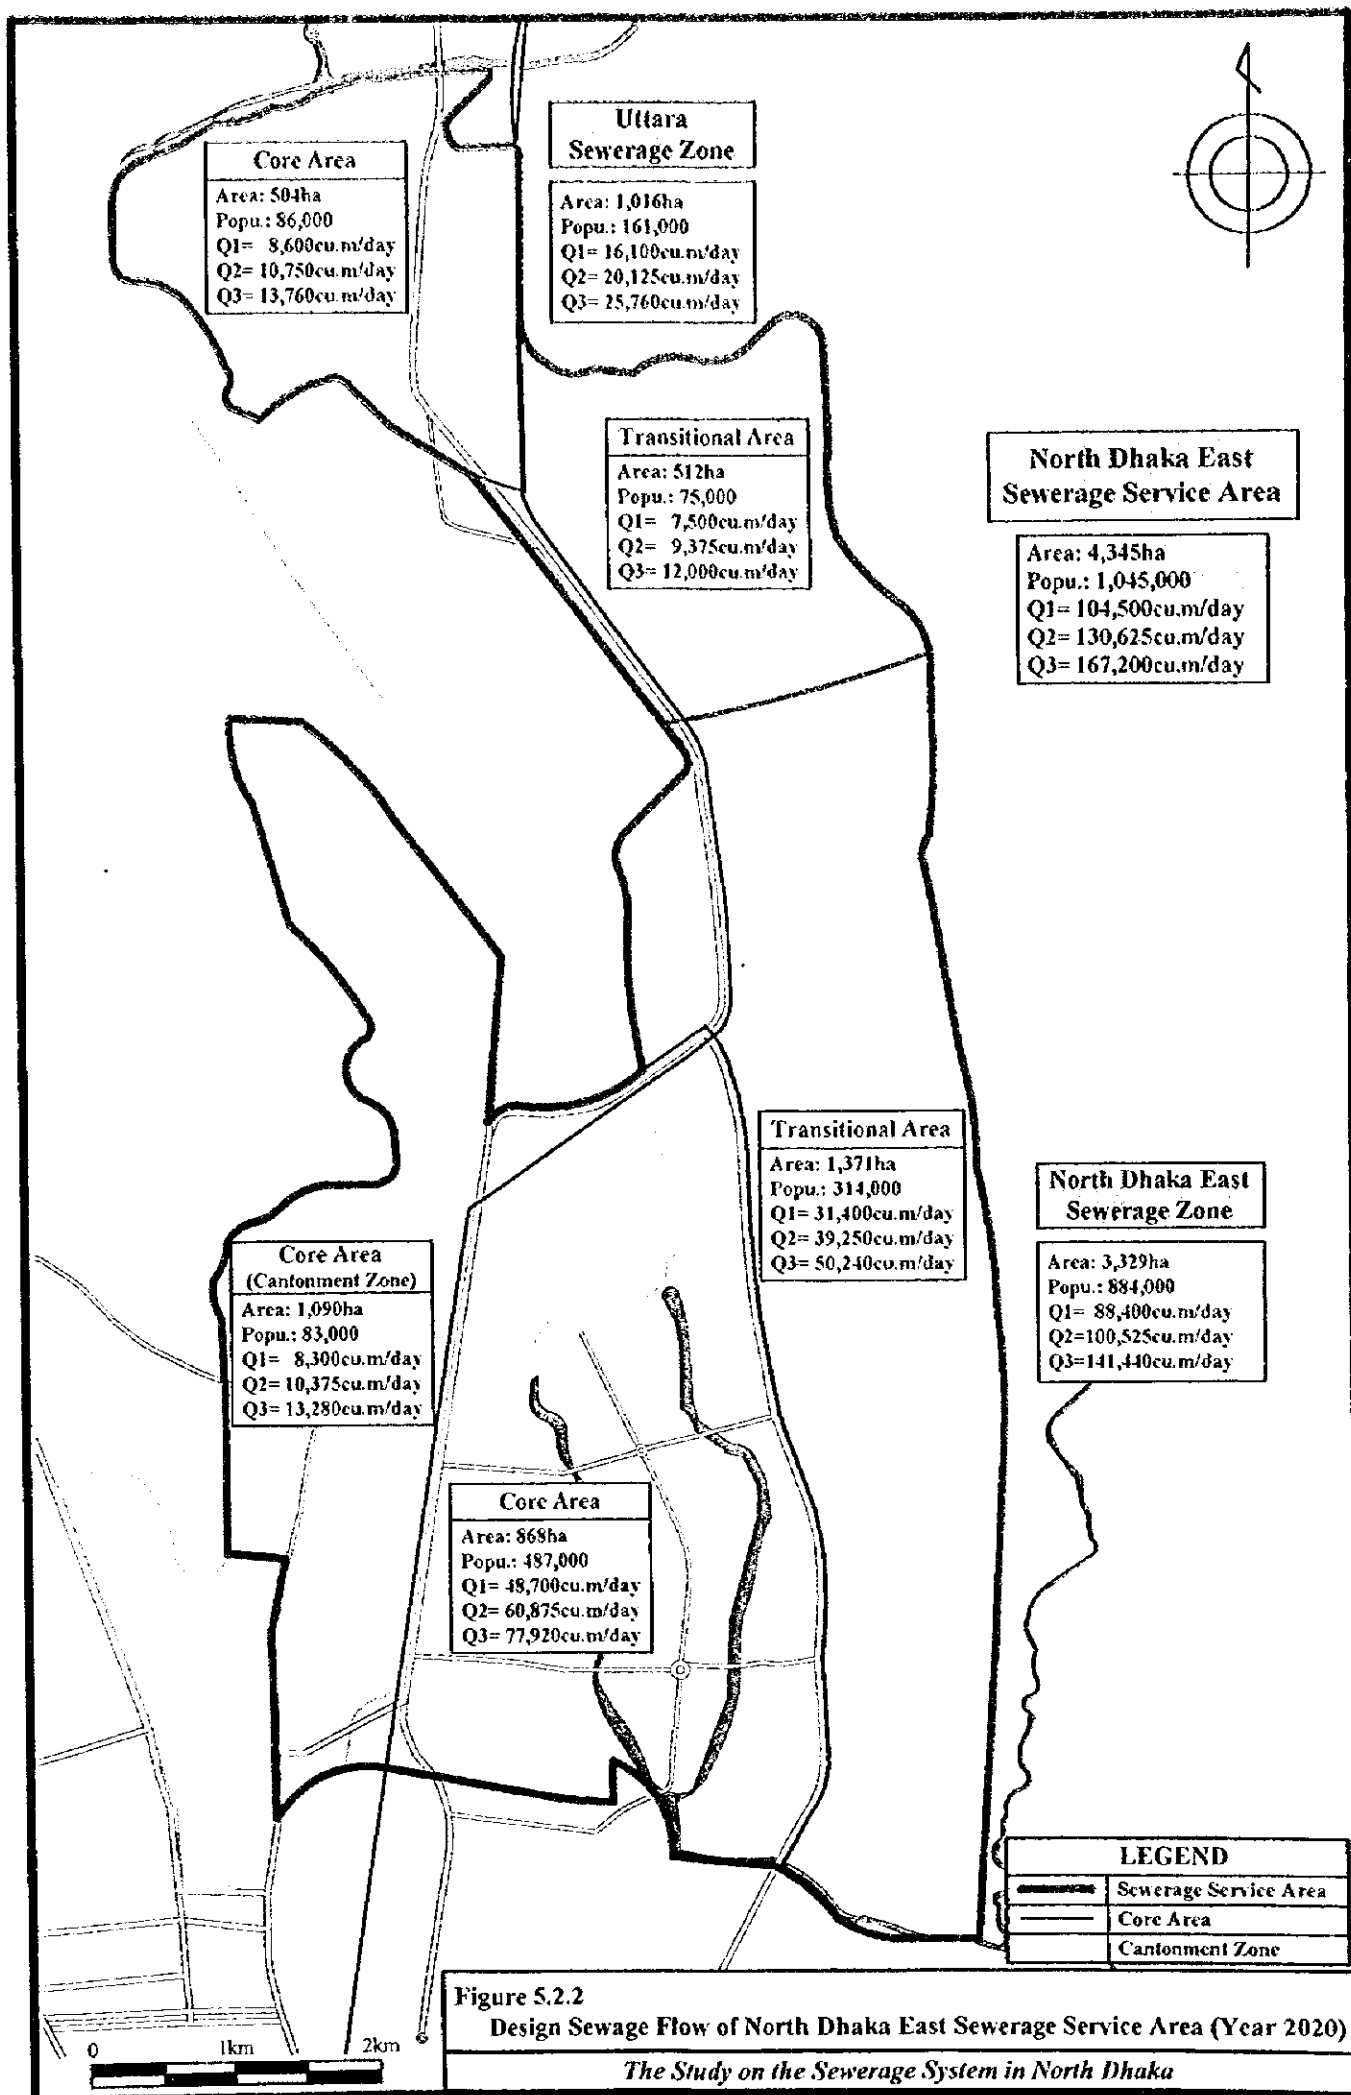 Core Area
Area: 504ha
Popu.: 86,000
Q1= 8,600cu.m/day
Q2= 10,750cu.m/day
Q3= 13,760cu.m/day
Uttara
Sewerage Zone
Area: 1,016ha
Popu.: 161,000
Q1= 16,100cu.m/day
Q2= 20,125cu.m/day
Q3= 25,760cu.m/day
Transitional Area
Area: 512ha
Popu.: 75,000
Q1= 7,500cu.m/day
Q2= 9,375cu.m/day
Q3= 12,000cu.m/day
North Dhaka East
Sewerage Service Area
Area: 4,345ha
Popu.: 1,045,000
Q1= 104,500cu.m/day
Q2= 130,625cu.m/day
Q3= 167,200cu.m/day
Transitional Area
Area: 1,371ha
Popu.: 314,000
Q1= 31,400cu.m/day
Q2= 39,250cu.m/day
Q3= 50,240cu.m/day
North Dhaka East
Sewerage Zone
Area: 3,329ha
Popu.: 884,000
Q1= 88,400cu.m/day
Q2=100,525cu.m/day
Q3=141,440cu.m/day
Core Area
(Cantonment Zone)
Area: 1,090ha
Popu.: 83,000
Q1= 8,300cu.m/day
Q2= 10,375cu.m/day
Q3= 13,280cu.m/day
Core Area
Area: 868ha
Popu.: 487,000
Q1= 48,700cu.m/day
Q2= 60,875cu.m/day
Q3= 77,920cu.m/day
LEGEND
Sewerage Service Area
Core Area
Cantonment Zone
0 1km 2km
Figure 5.2.2
Design Sewage Flow of North Dhaka East Sewerage Service Area (Year 2020)
The Study on the Sewerage System in North Dhaka